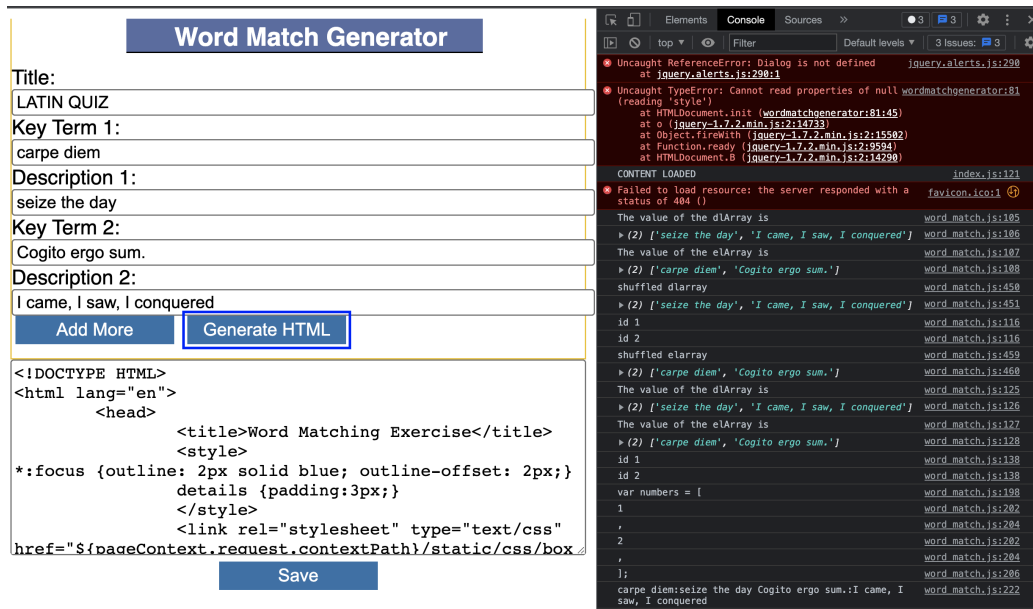 Word Match Generator
Title:
LATIN QUIZ
Key Term 1:
carpe diem
Description 1:
seize the day
Key Term 2:
Cogito ergo sum.
Description 2:
I came, I saw, I conquered
Add More Generate HTML
<!DOCTYPE HTML>
<html lang="en">
<head>
<title>Word Matching Exercise</title>
<style>
*:focus {outline: 2px solid blue; outline-offset: 2px;}
details {padding:3px;}
</style>
<link rel="stylesheet" type="text/css"
href="${pageContext.request.contextPath}/static/css/box
Save
Elements Console Sources » 3 3
top ▼ Filter Default levels ▼ 3 Issues: 3
Uncaught ReferenceError: Dialog is not defined jquery.alerts.js:290
at jquery.alerts.js:290:1
Uncaught TypeError: Cannot read properties of null wordmatchgenerator:81
(reading 'style')
at HTMLDocument.init (wordmatchgenerator:81:45)
at o (jquery-1.7.2.min.js:2:14733)
at Object.fireWith (jquery-1.7.2.min.js:2:15502)
at Function.ready (jquery-1.7.2.min.js:2:9594)
at HTMLDocument.B (jquery-1.7.2.min.js:2:14290)
CONTENT LOADED index.js:121
Failed to load resource: the server responded with a favicon.ico:1
status of 404 ()
The value of the dlArray is word match.js:105
▶ (2) ['seize the day', 'I came, I saw, I conquered'] word match.js:106
The value of the elArray is word match.js:107
▶ (2) ['carpe diem', 'Cogito ergo sum.'] word match.js:108
shuffled dlarray word match.js:450
▶ (2) ['seize the day', 'I came, I saw, I conquered'] word match.js:451
id 1 word match.js:116
id 2 word match.js:116
shuffled elarray word match.js:459
▶ (2) ['carpe diem', 'Cogito ergo sum.'] word match.js:460
The value of the dlArray is word match.js:125
▶ (2) ['seize the day', 'I came, I saw, I conquered'] word match.js:126
The value of the elArray is word match.js:127
▶ (2) ['carpe diem', 'Cogito ergo sum.'] word match.js:128
id 1 word match.js:138
id 2 word match.js:138
var numbers = [ word match.js:198
1 word match.js:202
, word match.js:204
2 word match.js:202
, word match.js:204
]; word match.js:206
carpe diem:seize the day Cogito ergo sum.:I came, I word match.js:222
saw, I conquered